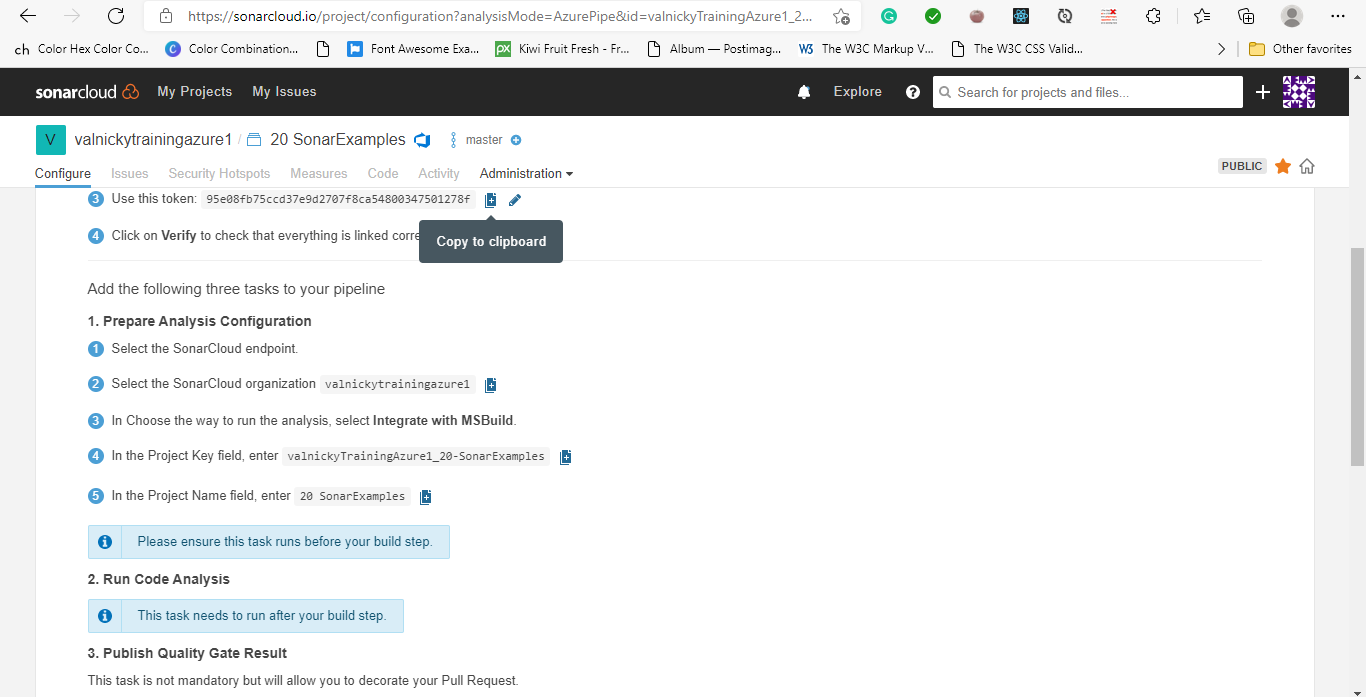 https://sonarcloud.io/project/configuration?analysisMode=AzurePipe&id=valnickyTrainingAzure1_2...
ch Color Hex Color Co... C Color Combination... Font Awesome Exa... px Kiwi Fruit Fresh - Fr... Album — Postimag... W3 The W3C Markup V... The W3C CSS Valid... Other favorites
sonarcloud My Projects My Issues Explore ? Search for projects and files...
V valnickytrainingazure1 / 20 SonarExamples master
Configure Issues Security Hotspots Measures Code Activity Administration PUBLIC
3 Use this token: 95e08fb75ccd37e9d2707f8ca54800347501278f
4 Click on Verify to check that everything is linked corre
Copy to clipboard
Add the following three tasks to your pipeline
1. Prepare Analysis Configuration
1 Select the SonarCloud endpoint.
2 Select the SonarCloud organization valnickytrainingazure1
3 In Choose the way to run the analysis, select Integrate with MSBuild.
4 In the Project Key field, enter valnickyTrainingAzure1_20-SonarExamples
5 In the Project Name field, enter 20 SonarExamples
Please ensure this task runs before your build step.
2. Run Code Analysis
This task needs to run after your build step.
3. Publish Quality Gate Result
This task is not mandatory but will allow you to decorate your Pull Request.